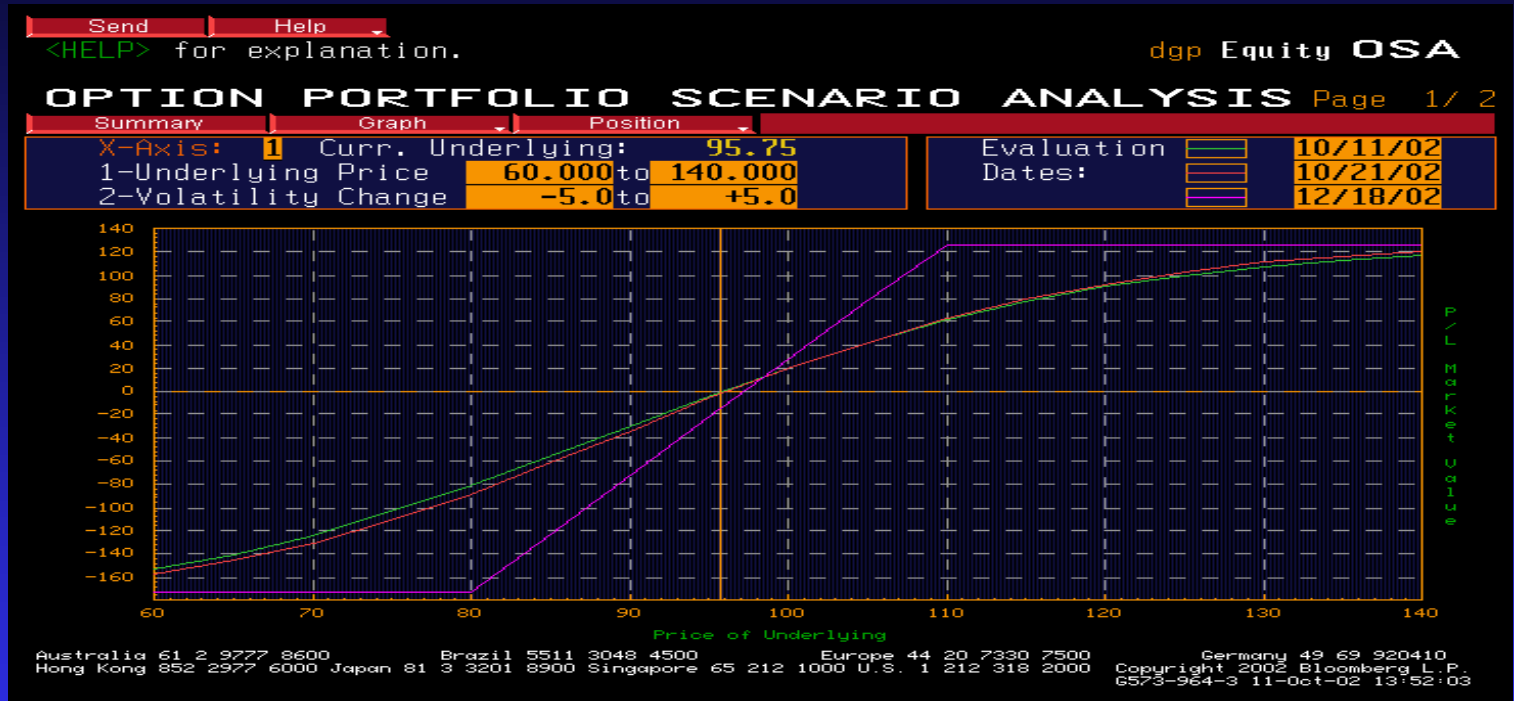 Send Help
<HELP> for explanation. dgp Equity OSA
OPTION PORTFOLIO SCENARIO ANALYSIS Page 1/ 2
Summary Graph Position
X-Axis: 1 Curr. Underlying: 95.75 Evaluation 10/11/02
1-Underlying Price 60.000to 140.000 Dates: 10/21/02
2-Volatility Change -5.0to +5.0 12/18/02
140
120
100
80
60
40
20
0
-20
-40
-60
-80
-100
-120
-140
-160
P/L Market Value
60 70 80 90 100 110 120 130 140
Price of Underlying
Australia 61 2 9777 8600 Brazil 5511 3048 4500 Europe 44 20 7330 7500 Germany 49 69 920410
Hong Kong 852 2977 6000 Japan 81 3 3201 8900 Singapore 65 212 1000 U.S. 1 212 318 2000 Copyright 2002 Bloomberg L.P.
G573-964-3 11-Oct-02 13:52:03